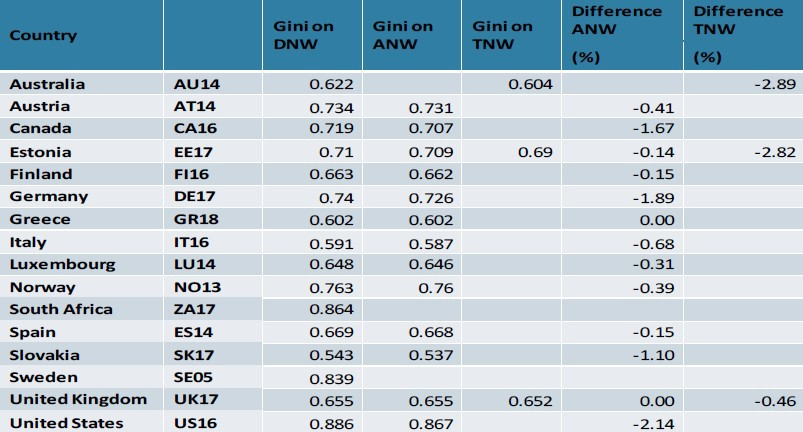 Country Gini on DNW Gini on ANW Gini on TNW Difference ANW (%) Difference TNW (%)
Australia AU14 0.622 0.604 -2.89
Austria AT14 0.734 0.731 -0.41
Canada CA16 0.719 0.707 -1.67
Estonia EE17 0.71 0.709 0.69 -0.14 -2.82
Finland FI16 0.663 0.662 -0.15
Germany DE17 0.74 0.726 -1.89
Greece GR18 0.602 0.602 0.00
Italy IT16 0.591 0.587 -0.68
Luxembourg LU14 0.648 0.646 -0.31
Norway NO13 0.763 0.76 -0.39
South Africa ZA17 0.864
Spain ES14 0.669 0.668 -0.15
Slovakia SK17 0.543 0.537 -1.10
Sweden SE05 0.839
United Kingdom UK17 0.655 0.655 0.652 0.00 -0.46
United States US16 0.886 0.867 -2.14